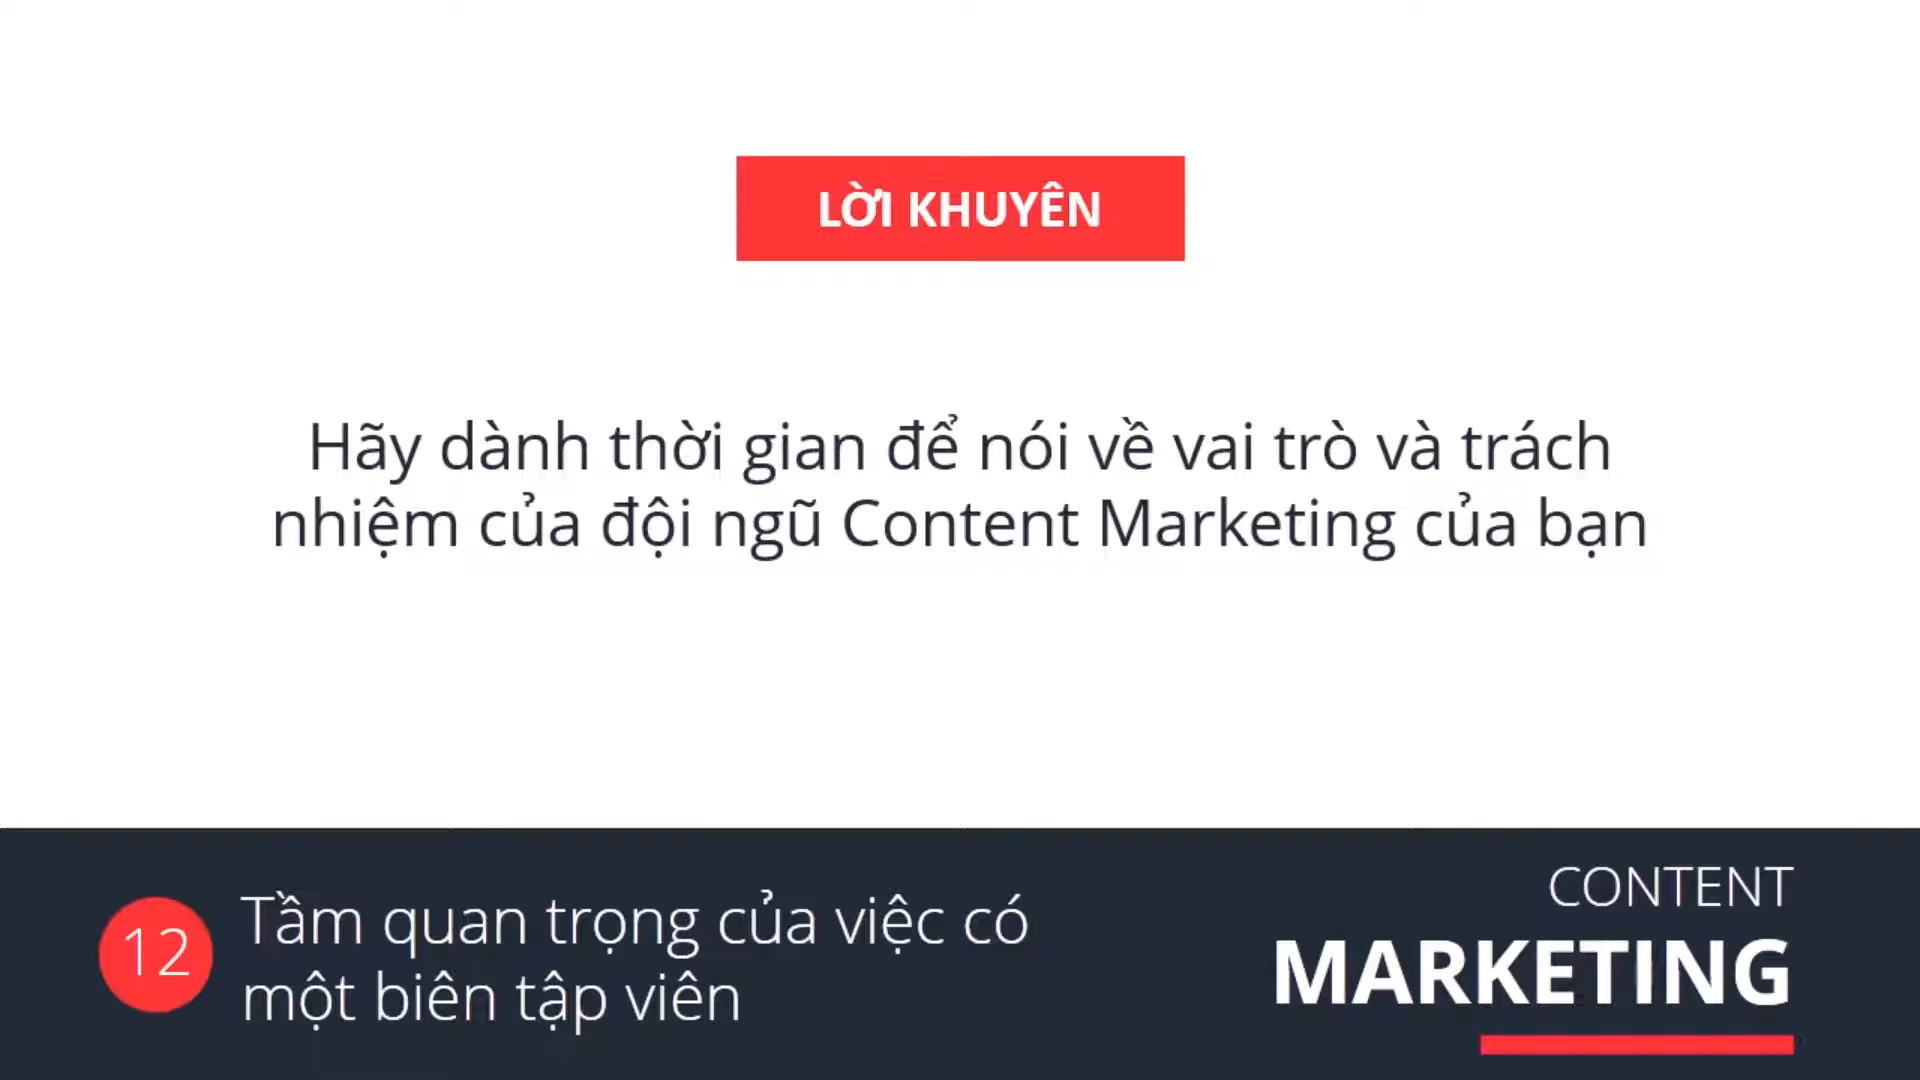 LỜI KHUYÊN
Hãy dành thời gian để nói về vai trò và trách
nhiệm của đội ngũ Content Marketing của bạn
12
Tầm quan trọng của việc có
một biên tập viên
CONTENT
MARKETING